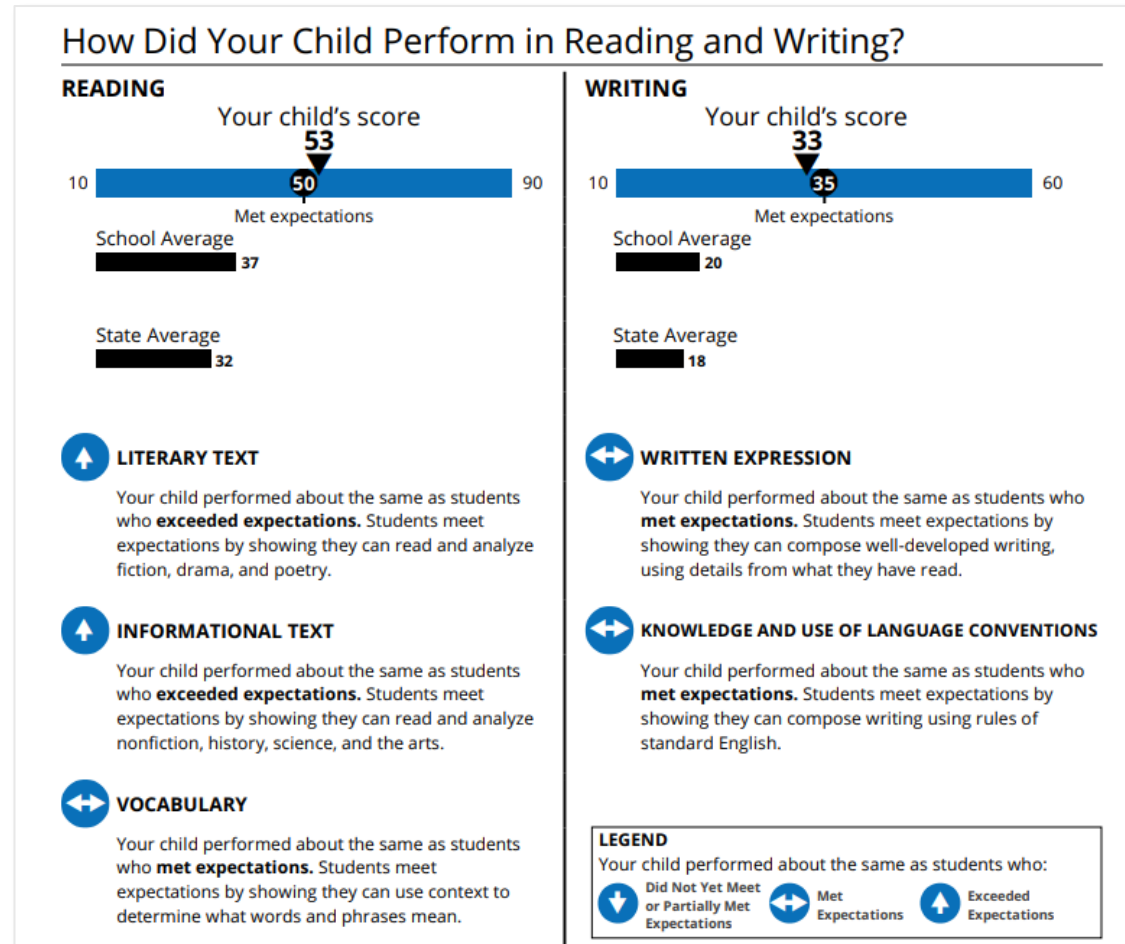 How Did Your Child Perform in Reading and Writing?
READING
Your child's score
53
10
50
90
Met expectations
School Average
37
State Average
32
LITERARY TEXT
Your child performed about the same as students
who exceeded expectations. Students meet
expectations by showing they can read and analyze
fiction, drama, and poetry.
INFORMATIONAL TEXT
Your child performed about the same as students
who exceeded expectations. Students meet
expectations by showing they can read and analyze
nonfiction, history, science, and the arts.
VOCABULARY
Your child performed about the same as students
who met expectations. Students meet
expectations by showing they can use context to
determine what words and phrases mean.
WRITING
Your child's score
33
10
35
60
Met expectations
School Average
20
State Average
18
WRITTEN EXPRESSION
Your child performed about the same as students who
met expectations. Students meet expectations by
showing they can compose well-developed writing,
using details from what they have read.
KNOWLEDGE AND USE OF LANGUAGE CONVENTIONS
Your child performed about the same as students who
met expectations. Students meet expectations by
showing they can compose writing using rules of
standard English.
LEGEND
Your child performed about the same as students who:
Did Not Yet Meet
or Partially Met
Expectations
Met
Expectations
Exceeded
Expectations